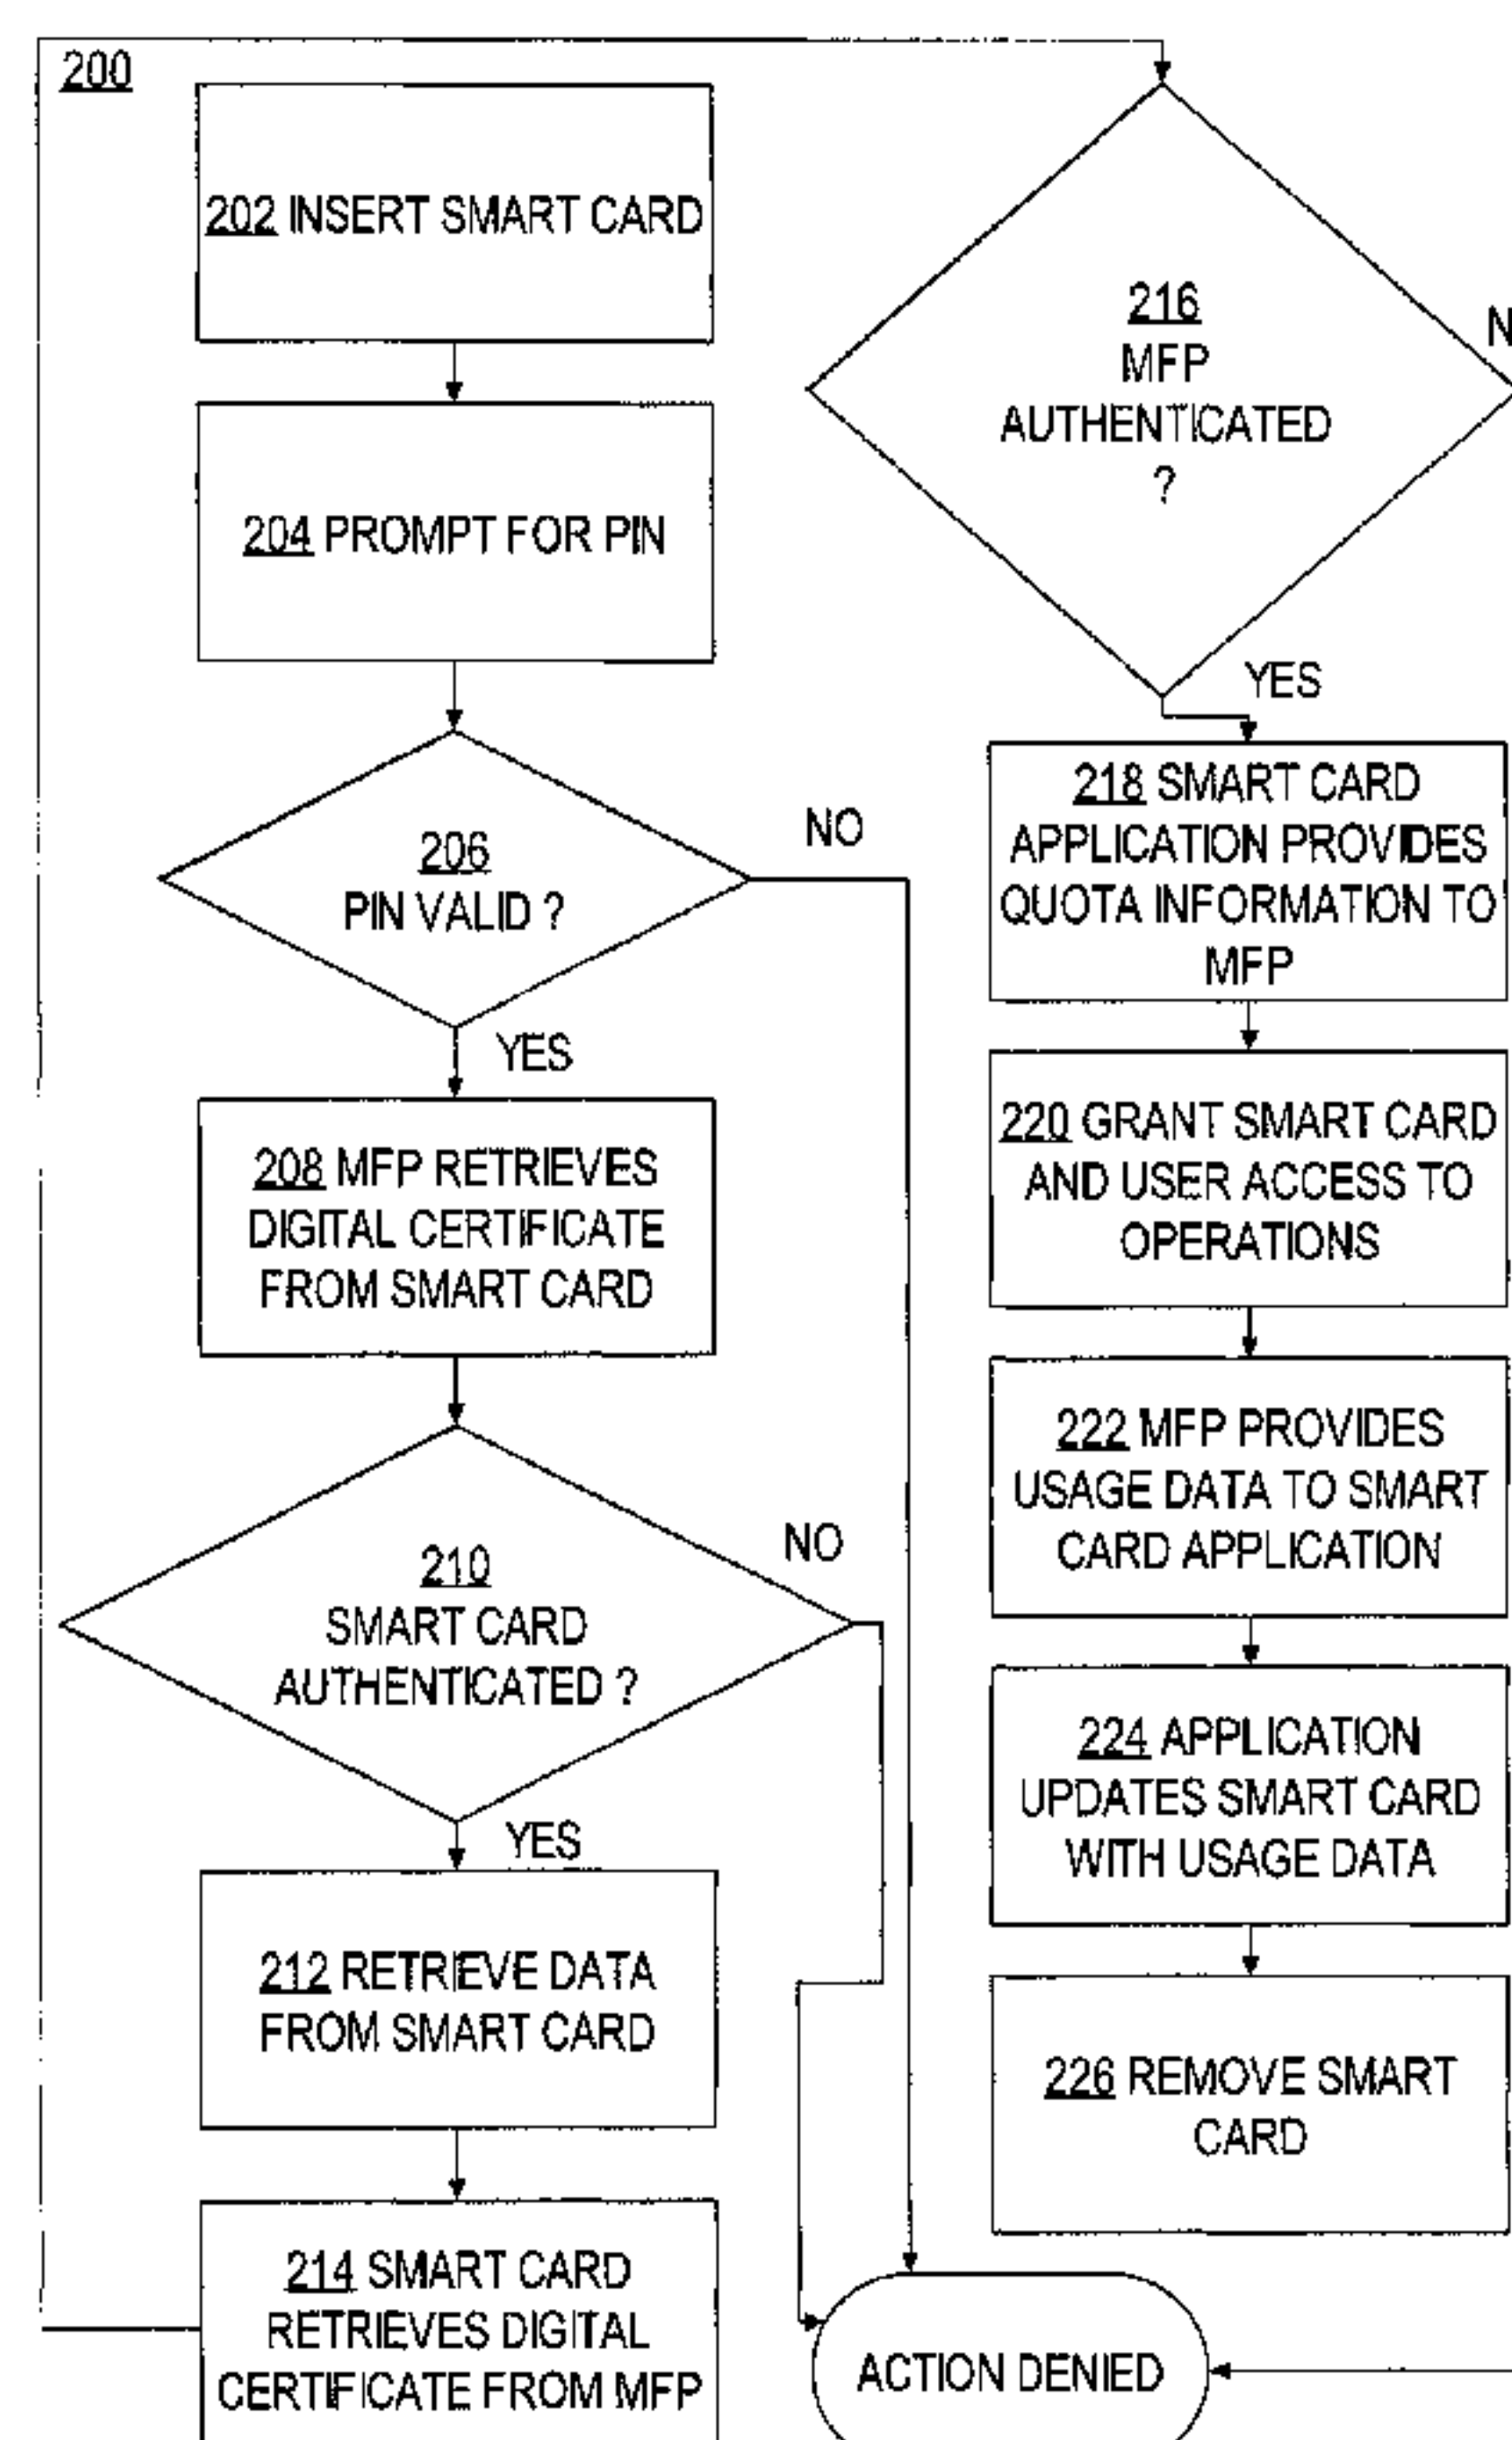 200
202 INSERT SMART CARD
204 PROMPT FOR PIN
206
PIN VALID ?
NO
YES
208 MFP RETRIEVES
DIGITAL CERTIFICATE
FROM SMART CARD
210
SMART CARD
AUTHENTICATED ?
NO
YES
212 RETRIEVE DATA
FROM SMART CARD
214 SMART CARD
RETRIEVES DIGITAL
CERTIFICATE FROM MFP
216
MFP
AUTHENTICATED
?
YES
218 SMART CARD
APPLICATION PROVIDES
QUOTA INFORMATION TO
MFP
220 GRANT SMART CARD
AND USER ACCESS TO
OPERATIONS
222 MFP PROVIDES
USAGE DATA TO SMART
CARD APPLICATION
224 APPLICATION
UPDATES SMART CARD
WITH USAGE DATA
226 REMOVE SMART
CARD
ACTION DENIED